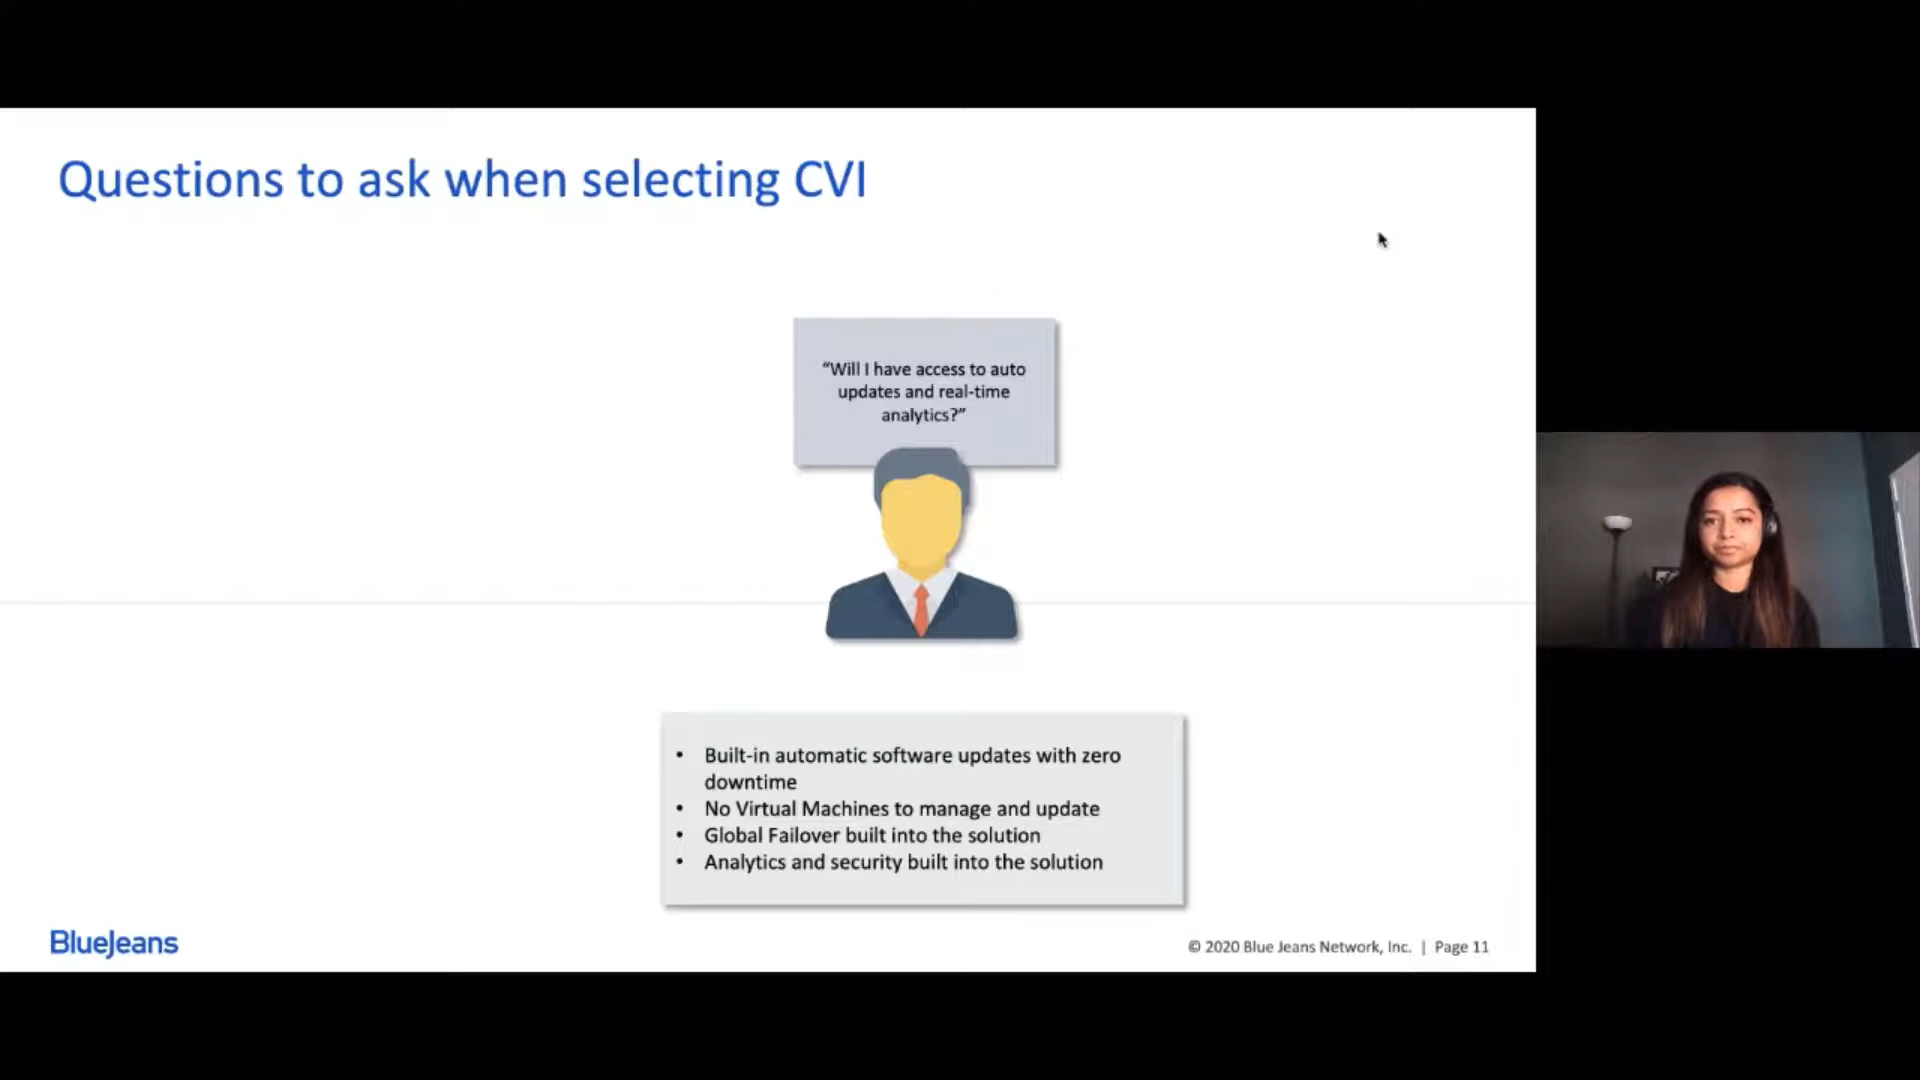 Questions to ask when selecting CVI
“Will I have access to auto
updates and real-time
analytics?”
• Built-in automatic software updates with zero
downtime
• No Virtual Machines to manage and update
• Global Failover built into the solution
• Analytics and security built into the solution
BlueJeans
© 2020 Blue Jeans Network, Inc. | Page 11